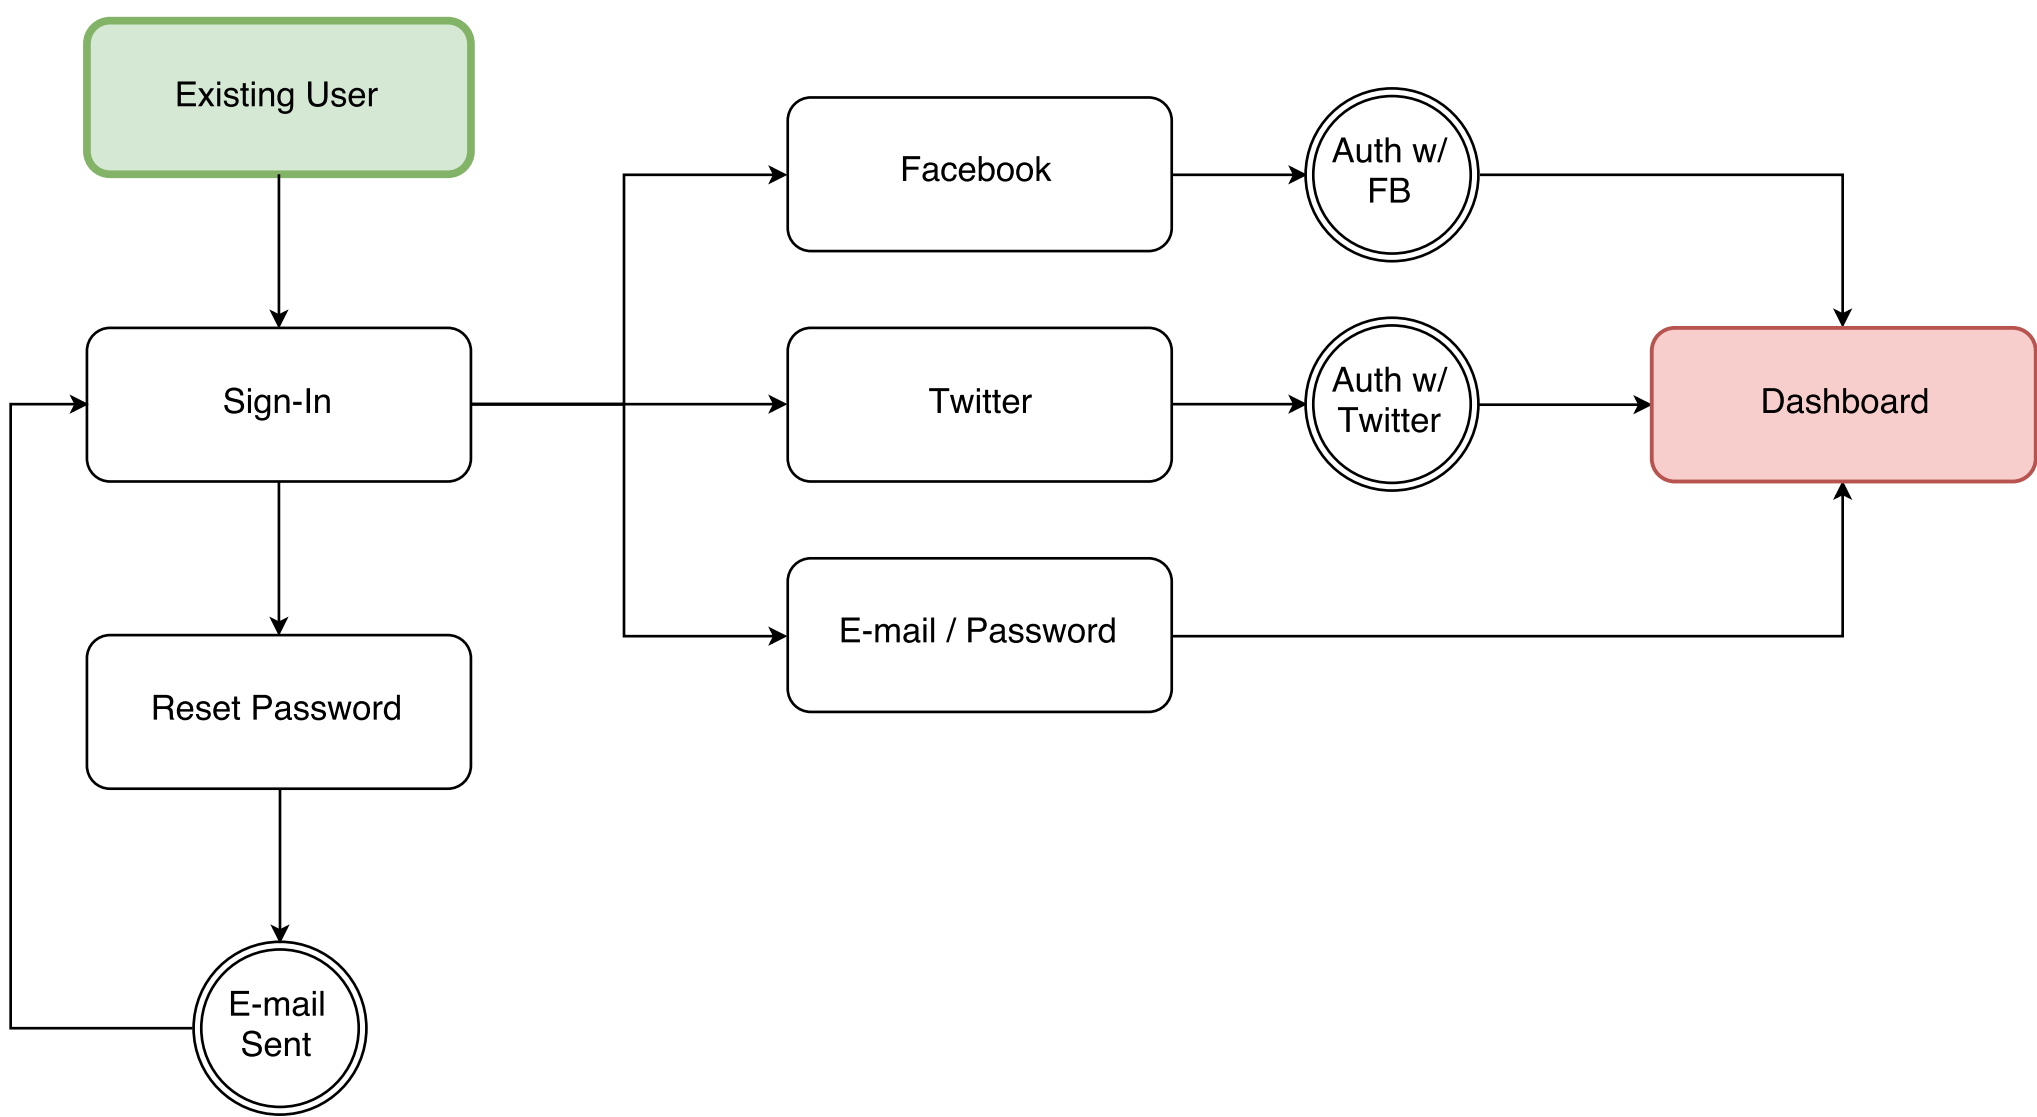 Existing User
Facebook
Auth w/
FB
Sign-In
Twitter
Auth w/
Twitter
Dashboard
E-mail / Password
Reset Password
E-mail
Sent